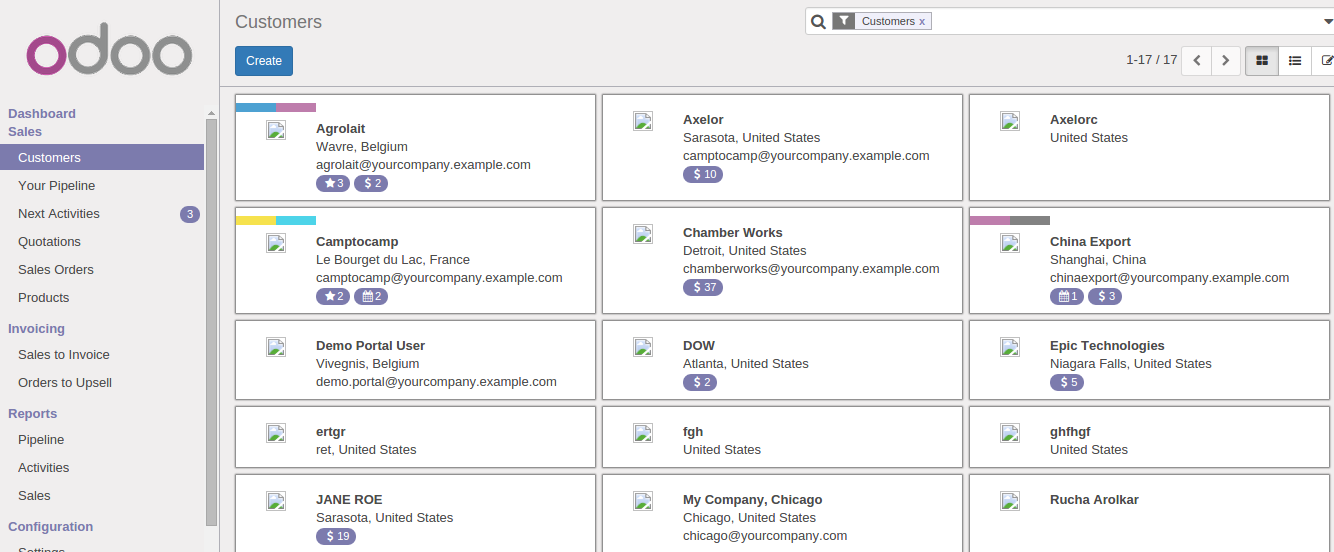 odoo
Dashboard
Sales
Customers
Your Pipeline
Next Activities 3
Quotations
Sales Orders
Products
Invoicing
Sales to Invoice
Orders to Upsell
Reports
Pipeline
Activities
Sales
Configuration
Settings
Customers
Customers x
Create
1-17 / 17
Agrolait
Wavre, Belgium
agrolait@yourcompany.example.com
3 $ 2
Axelor
Sarasota, United States
camptocamp@yourcompany.example.com
$ 10
Axelorc
United States
Camptocamp
Le Bourget du Lac, France
camptocamp@yourcompany.example.com
2 2
Chamber Works
Detroit, United States
chamberworks@yourcompany.example.com
$ 37
China Export
Shanghai, China
chinaexport@yourcompany.example.com
1 $ 3
Demo Portal User
Vivegnis, Belgium
demo.portal@yourcompany.example.com
DOW
Atlanta, United States
$ 2
Epic Technologies
Niagara Falls, United States
$ 5
ertgr
ret, United States
fgh
United States
ghfhgf
United States
JANE ROE
Sarasota, United States
$ 19
My Company, Chicago
Chicago, United States
chicago@yourcompany.com
Rucha Arolkar